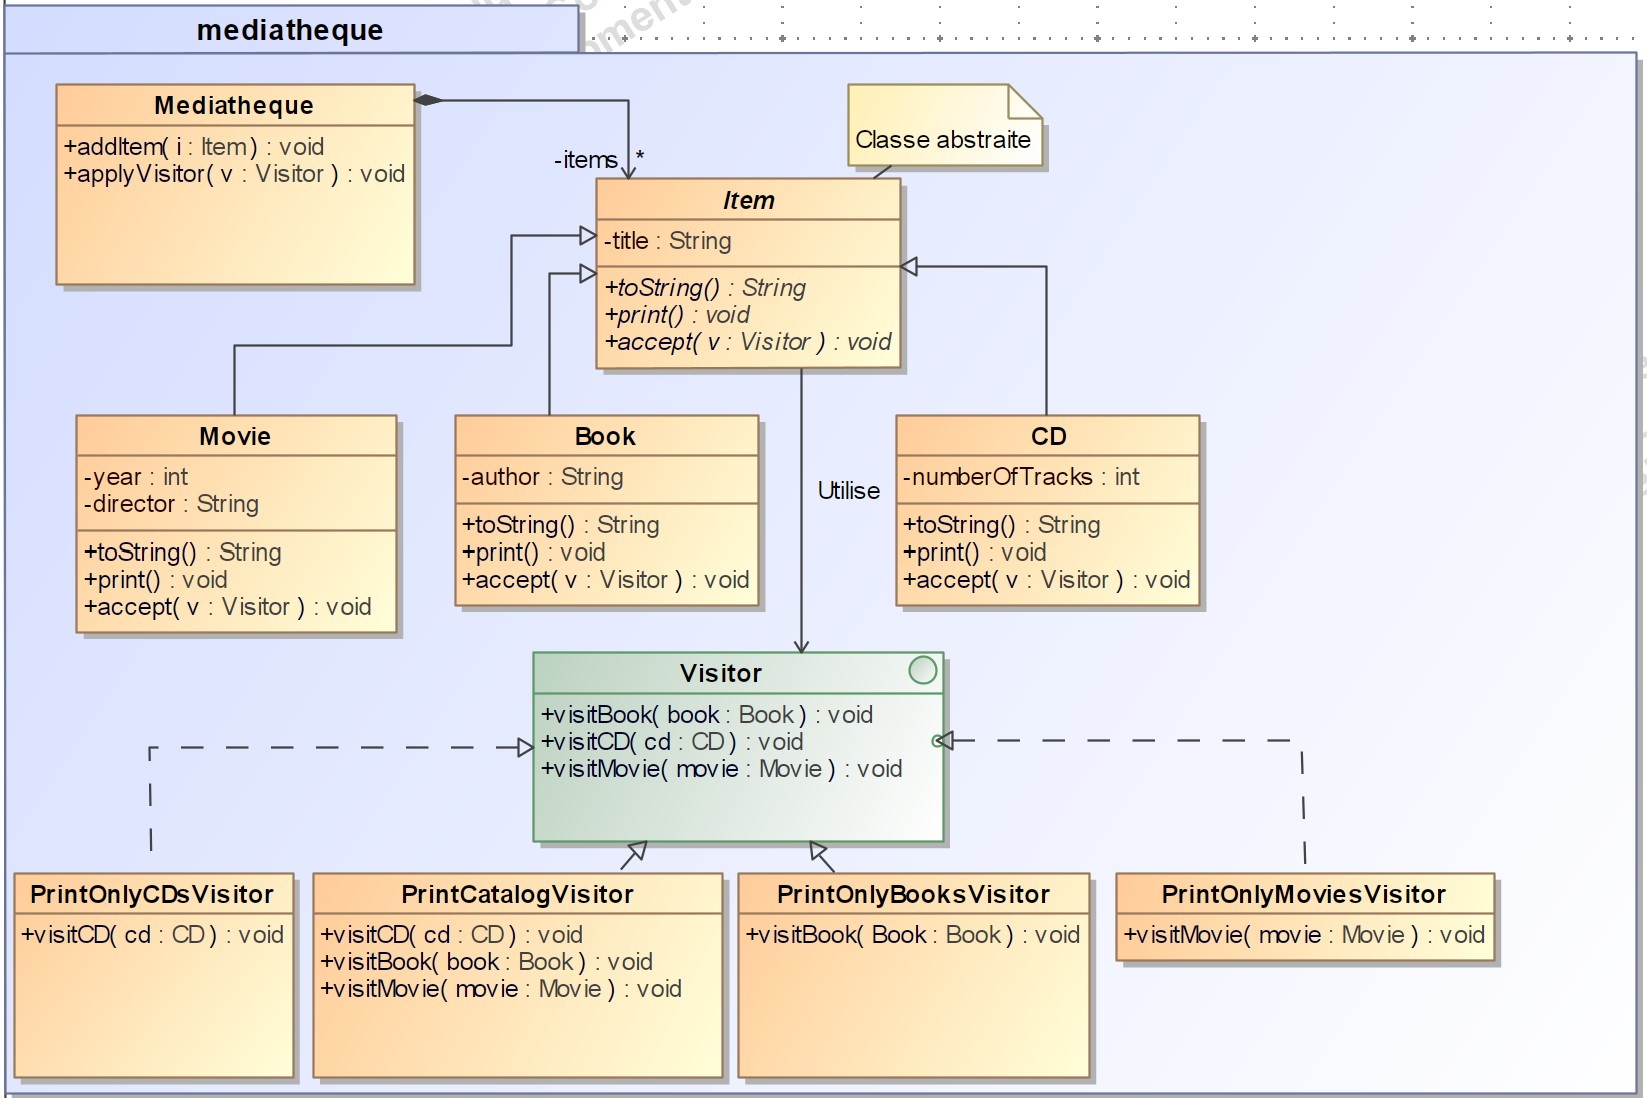 mediatheque
Mediatheque
+addItem( i : Item ) : void
+applyVisitor( v : Visitor ) : void
-items *
Classe abstraite
Item
-title : String
+toString() : String
+print() : void
+accept( v : Visitor ) : void
Movie
-year : int
-director : String
+toString() : String
+print() : void
+accept( v : Visitor ) : void
Book
-author : String
+toString() : String
+print() : void
+accept( v : Visitor ) : void
Utilise
CD
-numberOfTracks : int
+toString() : String
+print() : void
+accept( v : Visitor ) : void
Visitor
+visitBook( book : Book ) : void
+visitCD( cd : CD ) : void
+visitMovie( movie : Movie ) : void
PrintOnlyCDsVisitor
+visitCD( cd : CD ) : void
PrintCatalogVisitor
+visitCD( cd : CD ) : void
+visitBook( book : Book ) : void
+visitMovie( movie : Movie ) : void
PrintOnlyBooksVisitor
+visitBook( Book : Book ) : void
PrintOnlyMoviesVisitor
+visitMovie( movie : Movie ) : void